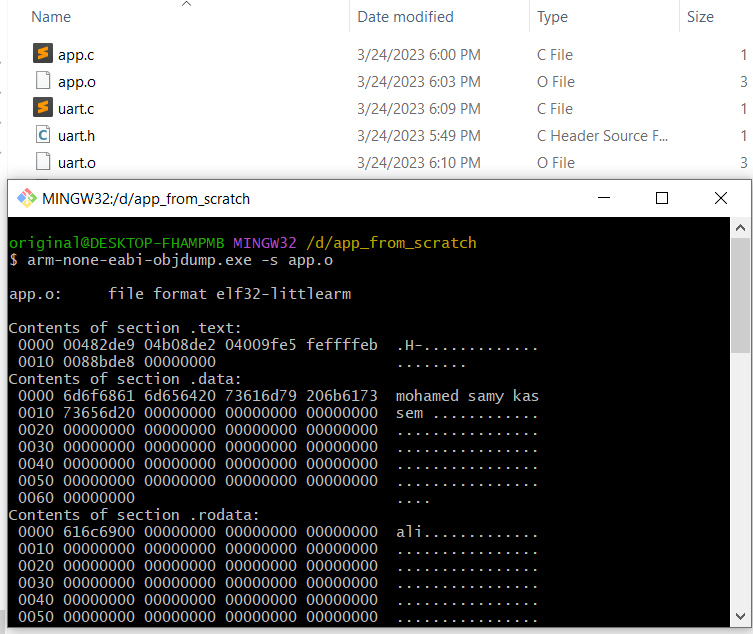 Name Date modified Type Size
app.c 3/24/2023 6:00 PM C File 1
app.o 3/24/2023 6:03 PM O File 3
uart.c 3/24/2023 6:09 PM C File 1
uart.h 3/24/2023 5:49 PM C Header Source F... 1
uart.o 3/24/2023 6:10 PM O File 3
MINGW32:/d/app_from_scratch
original@DESKTOP-FHAMPMB MINGW32 /d/app_from_scratch
$ arm-none-eabi-objdump.exe -s app.o
app.o:     file format elf32-littlearm
Contents of section .text:
 0000 00482de9 04b08de2 04009fe5 feffffeb  .H-.............
 0010 0088bde8 00000000                    ........
Contents of section .data:
 0000 6d6f6861 6d656420 73616d79 206b6173  mohamed samy kas
 0010 73656d20 00000000 00000000 00000000  sem ............
 0020 00000000 00000000 00000000 00000000  ................
 0030 00000000 00000000 00000000 00000000  ................
 0040 00000000 00000000 00000000 00000000  ................
 0050 00000000 00000000 00000000 00000000  ................
 0060 00000000                             ....
Contents of section .rodata:
 0000 616c6900 00000000 00000000 00000000  ali.............
 0010 00000000 00000000 00000000 00000000  ................
 0020 00000000 00000000 00000000 00000000  ................
 0030 00000000 00000000 00000000 00000000  ................
 0040 00000000 00000000 00000000 00000000  ................
 0050 00000000 00000000 00000000 00000000  ................